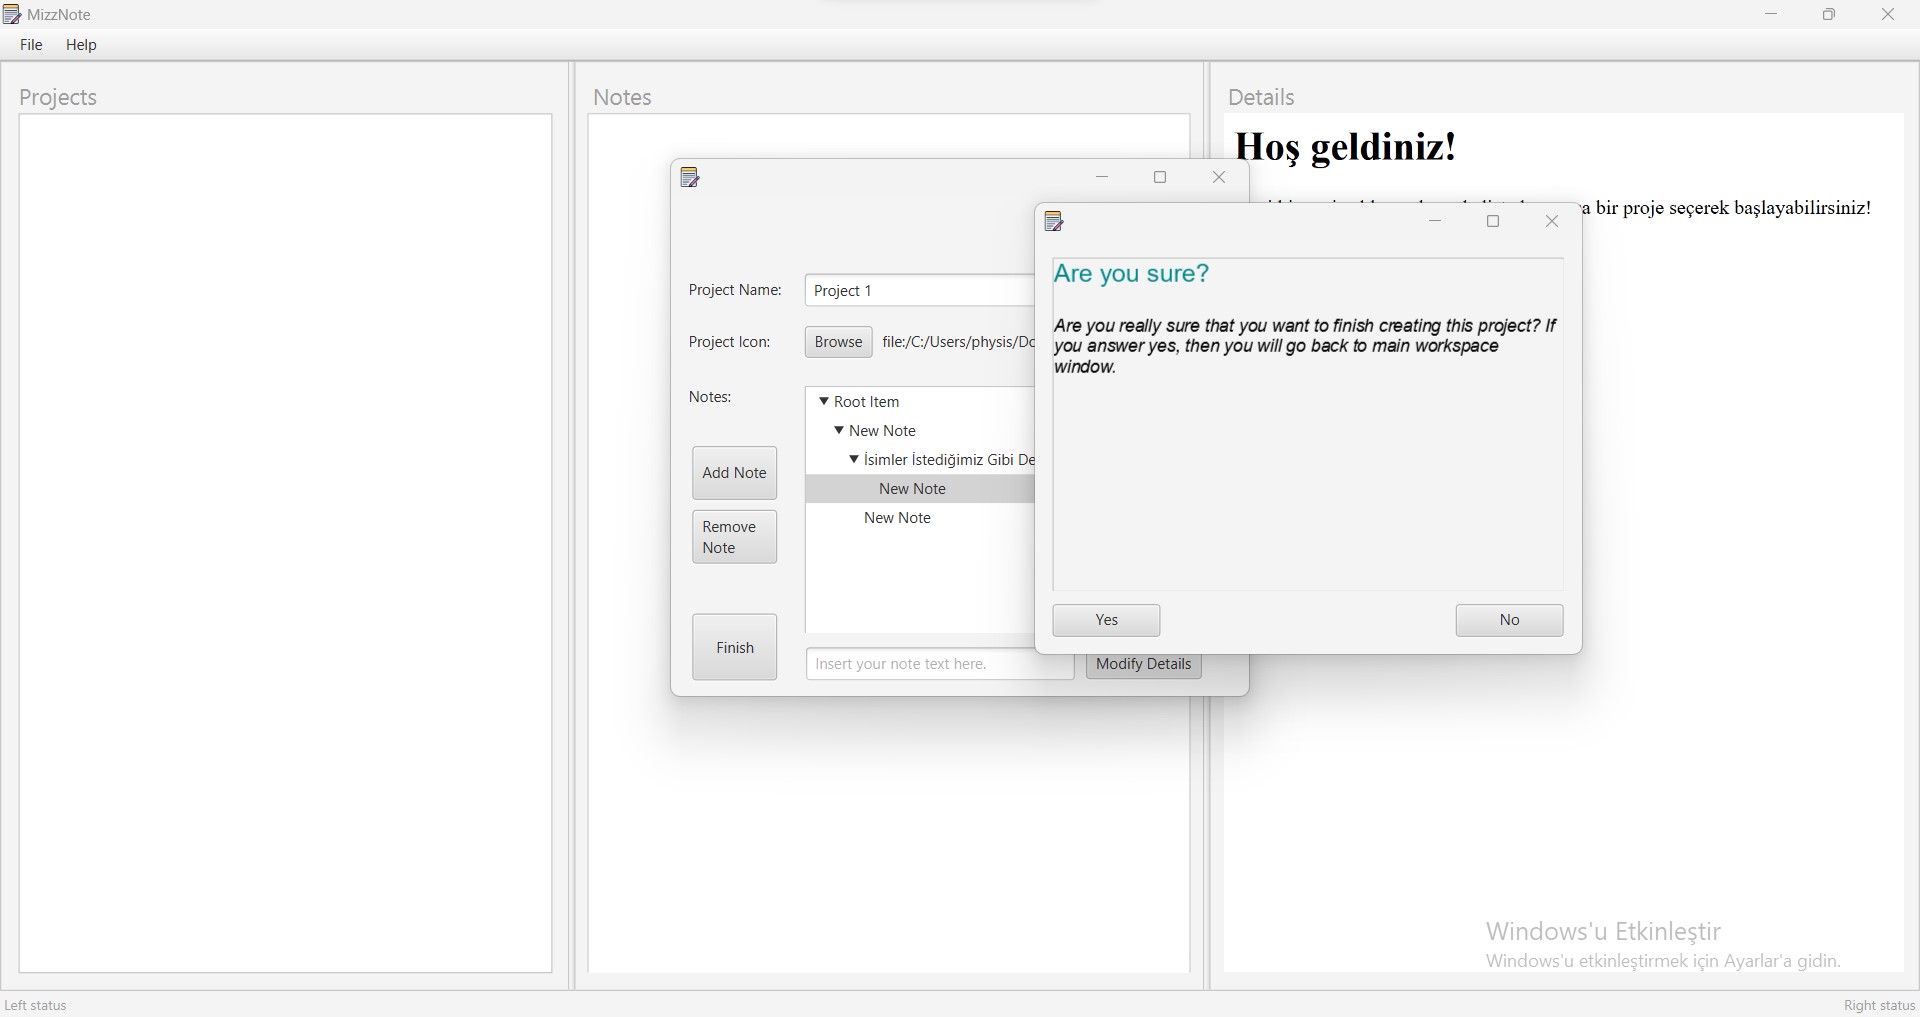 MizzNote
File Help
Projects
Notes
Details
Hoş geldiniz!
bir proje seçerek başlayabilirsiniz!
Project Name:
Project 1
Project Icon:
Browse
file:/C:/Users/physis/Do
Notes:
Root Item
New Note
İsimler İstediğimiz Gibi De
New Note
New Note
Add Note
Remove
Note
Finish
Insert your note text here.
Modify Details
Are you sure?
Are you really sure that you want to finish creating this project? If
you answer yes, then you will go back to main workspace
window.
Yes
No
Windows'u Etkinleştir
Windows'u etkinleştirmek için Ayarlar'a gidin.
Left status
Right status